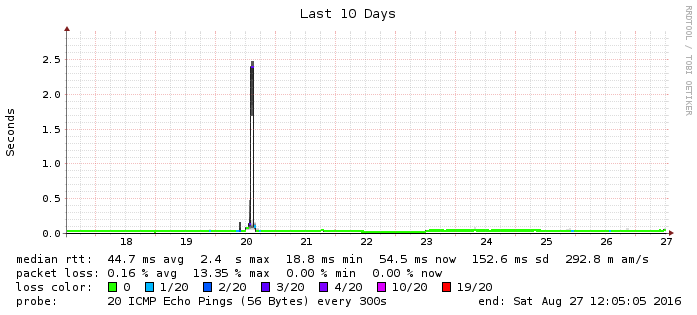 Last 10 Days
RRDTOOL / TOBI OETIKER
Seconds
2.5
2.0
1.5
1.0
0.5
0.0
18 19 20 21 22 23 24 25 26 27
median rtt: 44.7 ms avg 2.4 s max 18.8 ms min 54.5 ms now 152.6 ms sd 292.8 m am/s
packet loss: 0.16 % avg 13.35 % max 0.00 % min 0.00 % now
loss color: 0 1/20 2/20 3/20 4/20 10/20 19/20
probe: 20 ICMP Echo Pings (56 Bytes) every 300s end: Sat Aug 27 12:05:05 2016